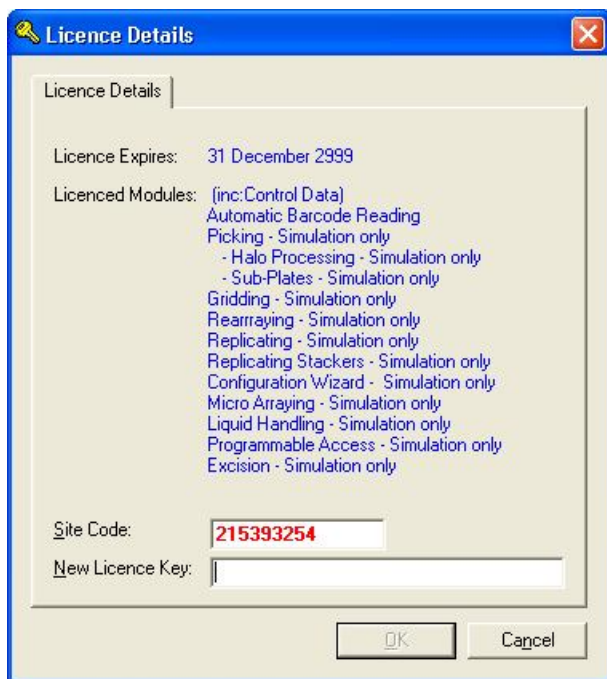 Licence Details
Licence Details
Licence Expires: 31 December 2999
Licenced Modules: (inc:Control Data)
Automatic Barcode Reading
Picking - Simulation only
- Halo Processing - Simulation only
- Sub-Plates - Simulation only
Gridding - Simulation only
Rearrraying - Simulation only
Replicating - Simulation only
Replicating Stackers - Simulation only
Configuration Wizard - Simulation only
Micro Arraying - Simulation only
Liquid Handling - Simulation only
Programmable Access - Simulation only
Excision - Simulation only
Site Code: 215393254
New Licence Key:
OK Cancel